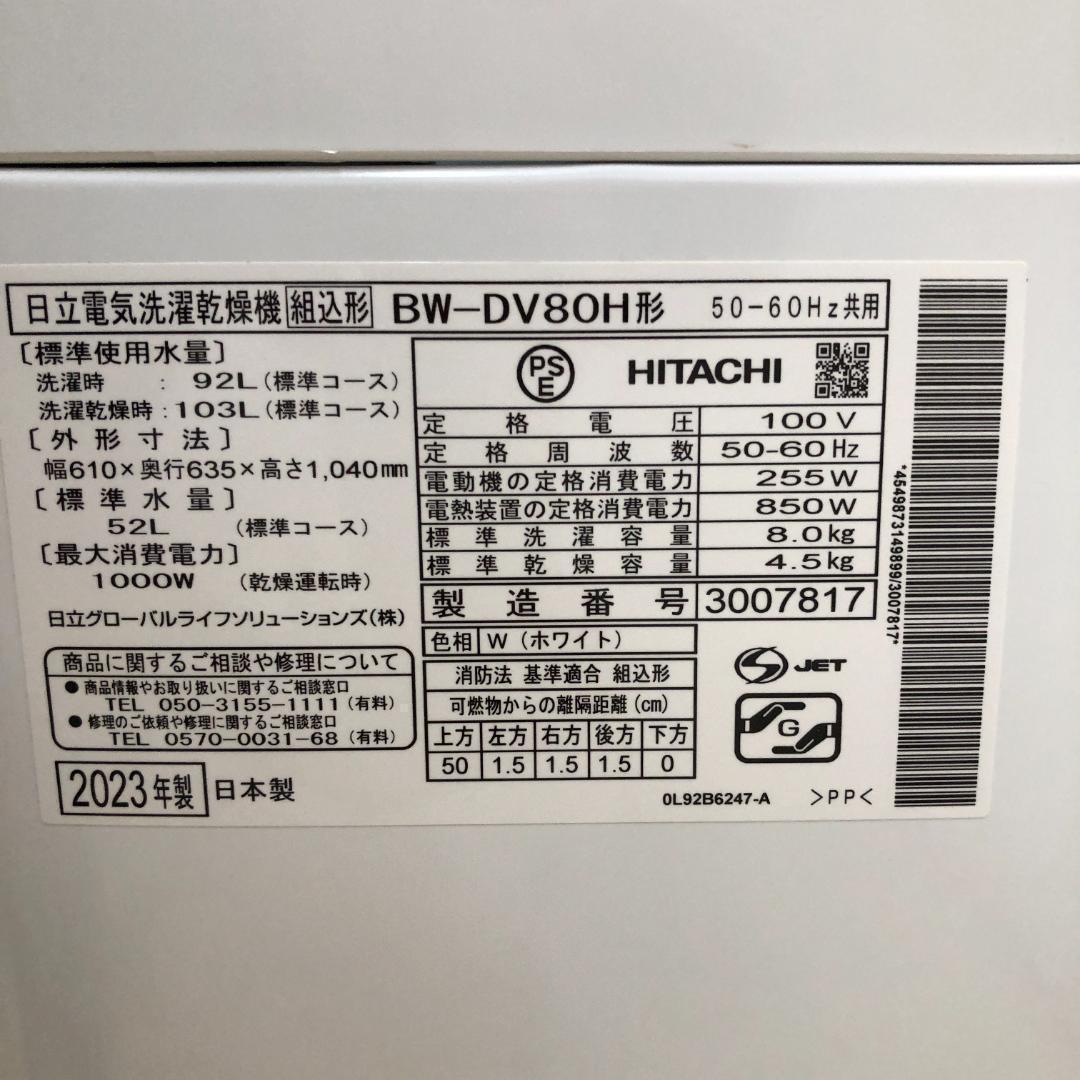 日立電気洗濯乾燥機 組込形 BW-DV80H形 50-60Hz共用
〔標準使用水量〕
洗濯時 : 92L(標準コース)
洗濯乾燥時:103L(標準コース)
〔外形寸法〕
幅610×奥行635×高さ1,040mm
〔標準水量〕
52L (標準コース)
〔最大消費電力〕
1000W (乾燥運転時)
日立グローバルライフソリューションズ(株)
商品に関するご相談や修理について
●商品情報やお取り扱いに関するご相談窓口
TEL 050-3155-1111(有料)
●修理のご依頼や修理に関するご相談窓口
TEL 0570-0031-68(有料)
2023年製 日本製
PS
E
HITACHI
定格電圧 100V
定格周波数 50-60Hz
電動機の定格消費電力 255W
電熱装置の定格消費電力 850W
標準洗濯容量 8.0kg
標準乾燥容量 4.5kg
製造番号 3007817
色相 W(ホワイト)
消防法 基準適合 組込形
可燃物からの離隔距離(cm)
上方 左方 右方 後方 下方
50 1.5 1.5 1.5 0
S JET
G
0L92B6247-A >PP<
*4549873149899/3007817*